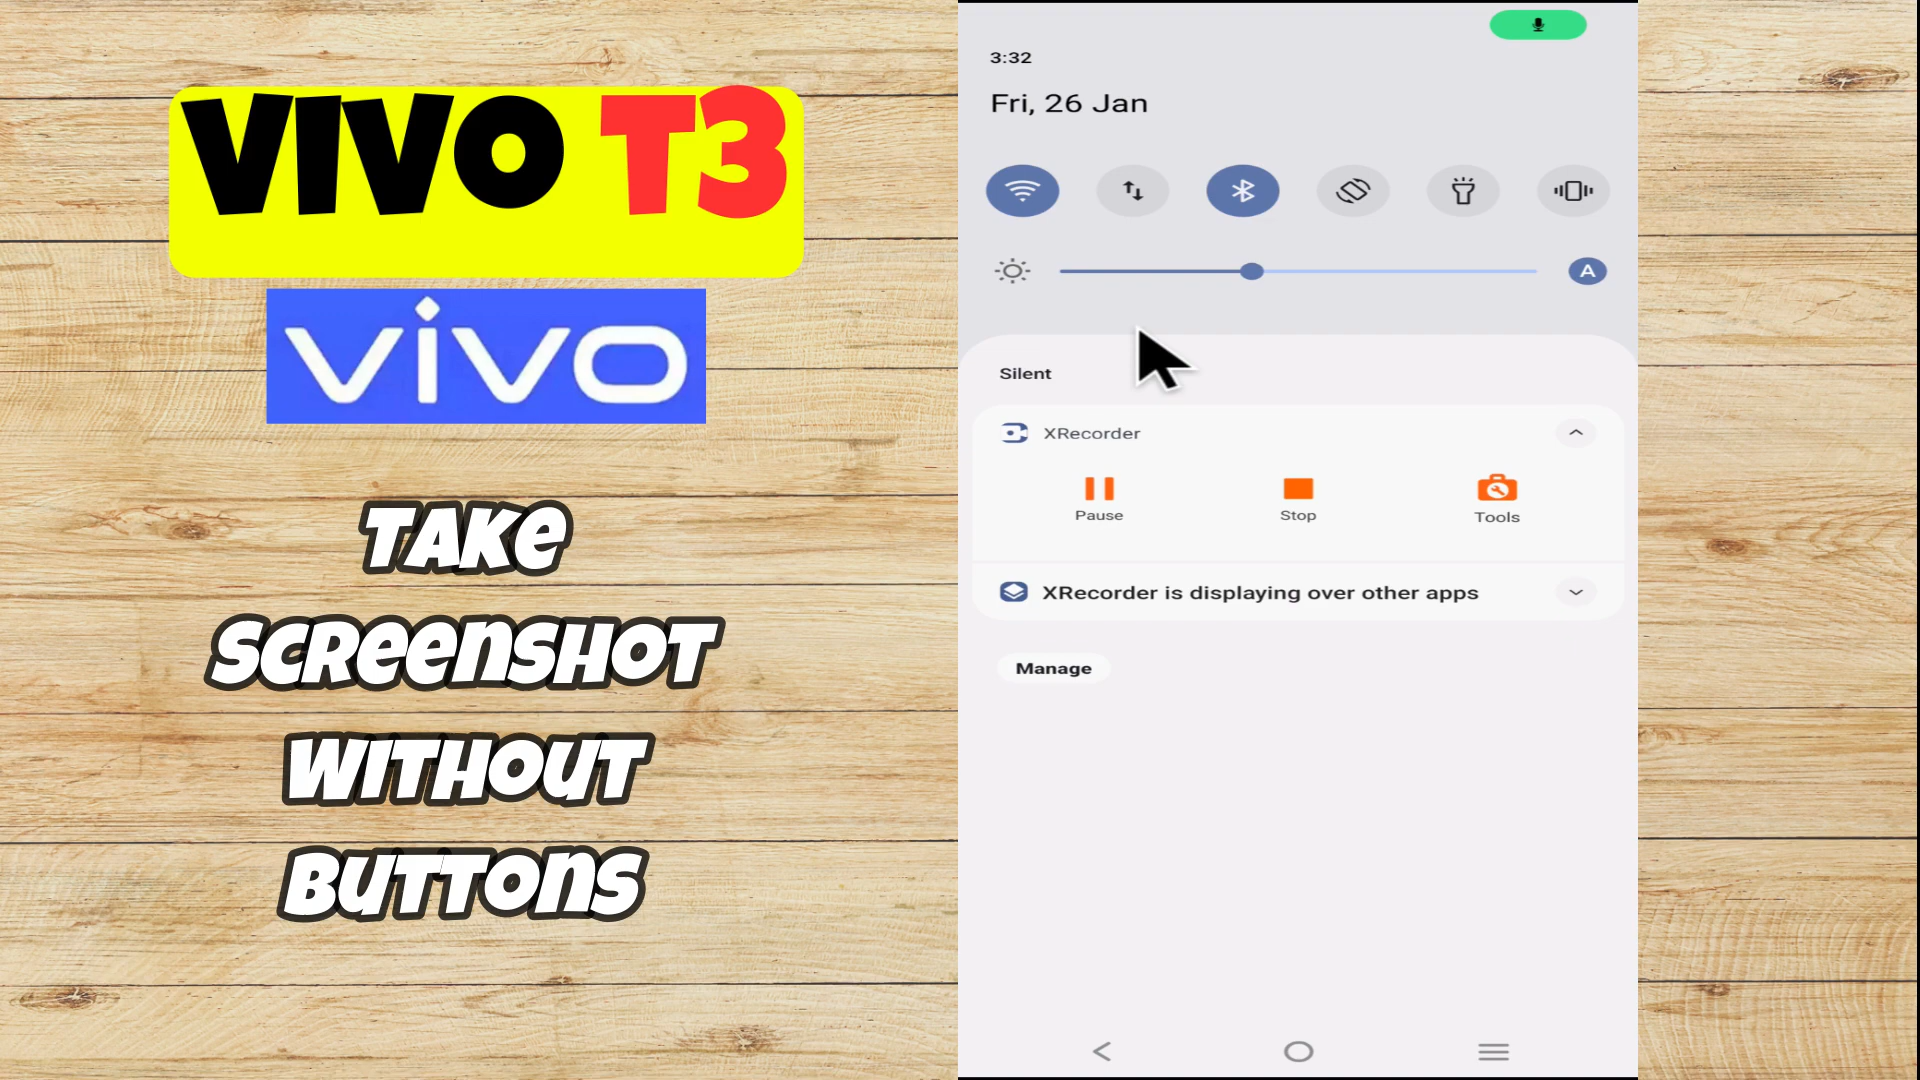 VIVO T3
vivo
TAKE
SCREENSHOT
WITHOUT
BUTTONS
3:32
Fri, 26 Jan
A
Silent
XRecorder
Pause
Stop
Tools
XRecorder is displaying over other apps
Manage